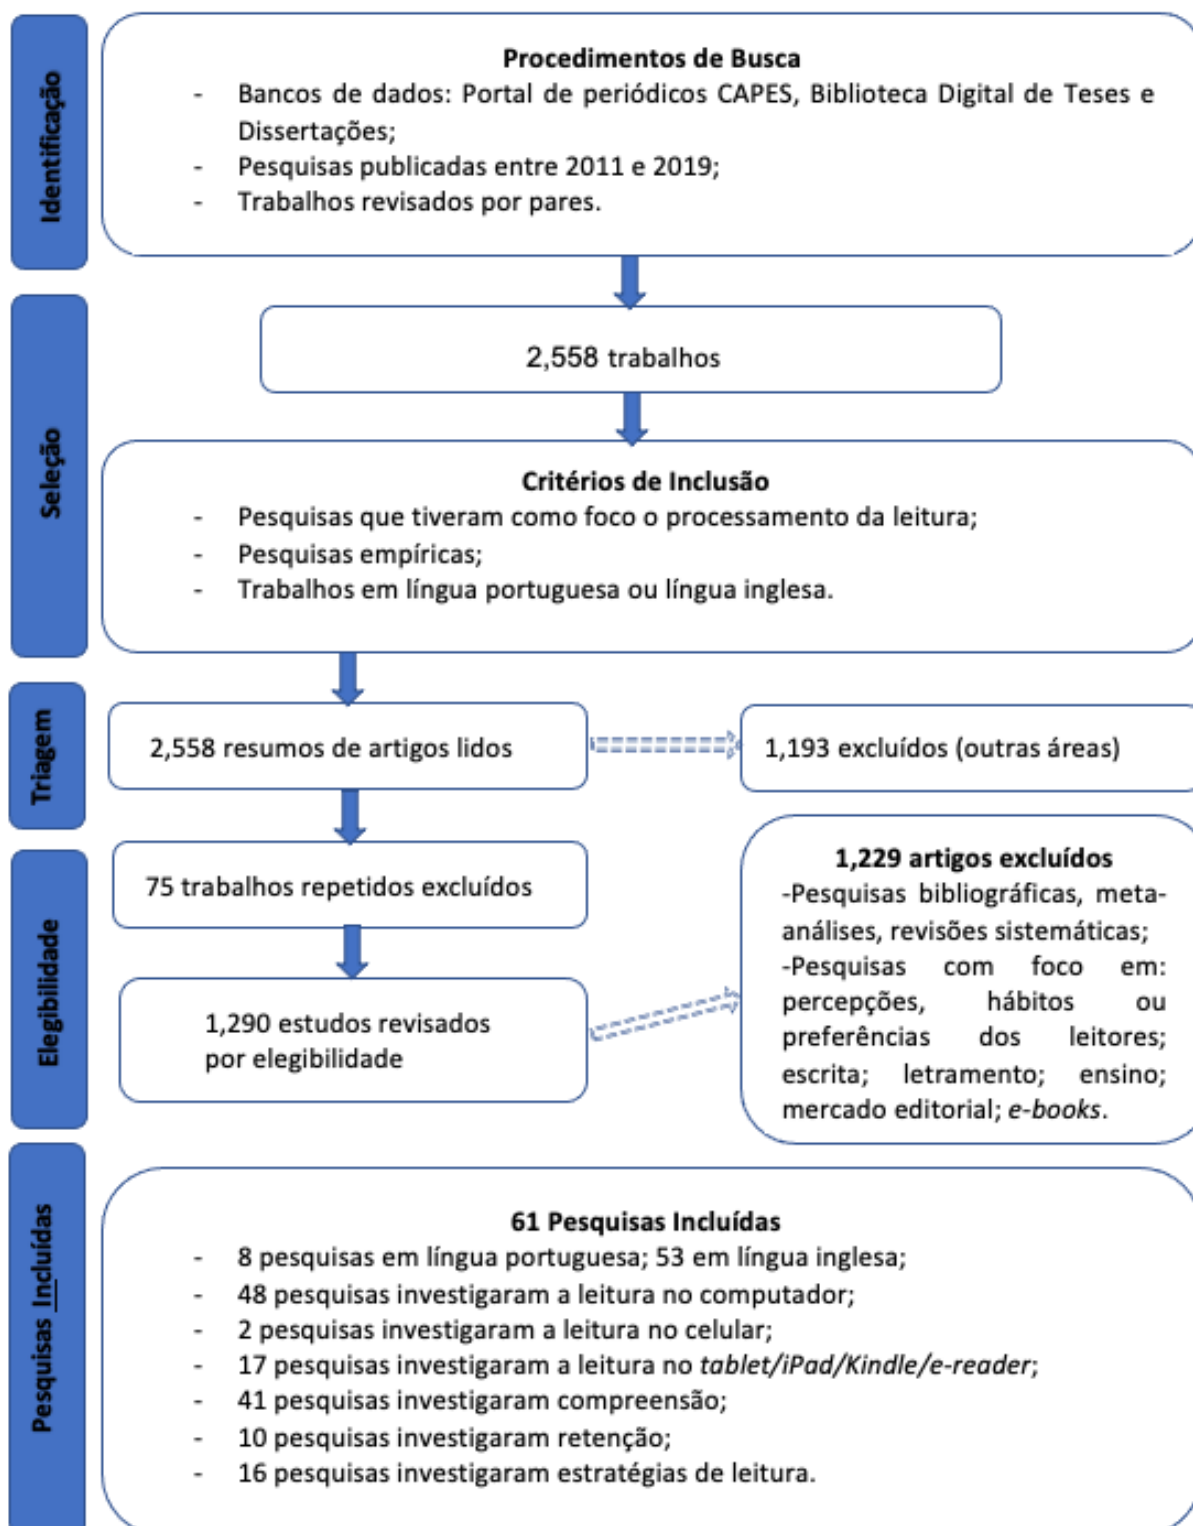 Identificação
Procedimentos de Busca
- Bancos de dados: Portal de periódicos CAPES, Biblioteca Digital de Teses e
Dissertações;
- Pesquisas publicadas entre 2011 e 2019;
- Trabalhos revisados por pares.
Seleção
2,558 trabalhos
Critérios de Inclusão
- Pesquisas que tiveram como foco o processamento da leitura;
- Pesquisas empíricas;
- Trabalhos em língua portuguesa ou língua inglesa.
Triagem
2,558 resumos de artigos lidos
1,193 excluídos (outras áreas)
Elegibilidade
75 trabalhos repetidos excluídos
1,290 estudos revisados
por elegibilidade
1,229 artigos excluídos
-Pesquisas bibliográficas, meta-
análises, revisões sistemáticas;
-Pesquisas com foco em:
percepções, hábitos ou
preferências dos leitores;
escrita; letramento; ensino;
mercado editorial; e-books.
Pesquisas Incluídas
61 Pesquisas Incluídas
- 8 pesquisas em língua portuguesa; 53 em língua inglesa;
- 48 pesquisas investigaram a leitura no computador;
- 2 pesquisas investigaram a leitura no celular;
- 17 pesquisas investigaram a leitura no tablet/iPad/Kindle/e-reader;
- 41 pesquisas investigaram compreensão;
- 10 pesquisas investigaram retenção;
- 16 pesquisas investigaram estratégias de leitura.